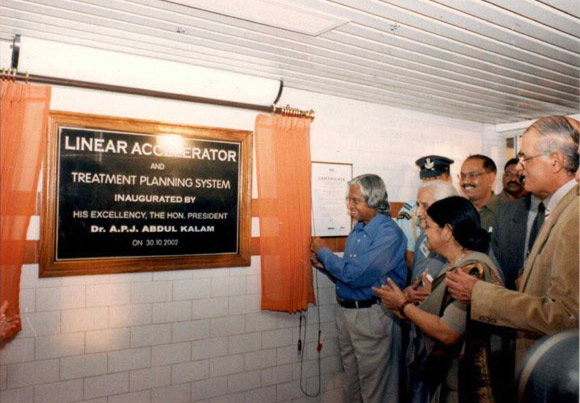 LINEAR ACCELERATOR
AND
TREATMENT PLANNING SYSTEM
INAUGURATED BY
HIS EXCELLENCY, THE HON. PRESIDENT
Dr. A.P.J. ABDUL KALAM
ON 30.10.2002
CERTIFICATE